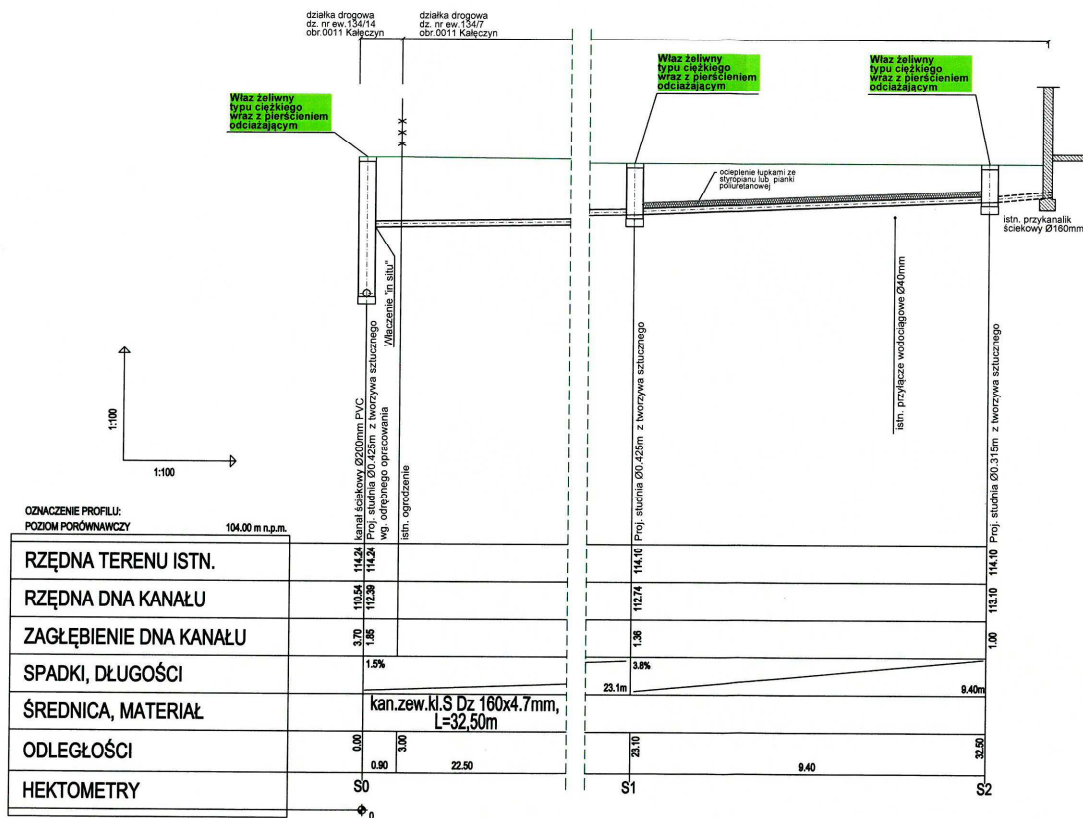 działka drogowa
dz. nr ew.134/14
obr.0011 Kałęczyn
działka drogowa
dz. nr ew.134/7
obr.0011 Kałęczyn
Właz żeliwny
typu ciężkiego
wraz z pierścieniem
odciażającym
Właz żeliwny
typu ciężkiego
wraz z pierścieniem
odciażającym
Właz żeliwny
typu ciężkiego
wraz z pierścieniem
odciażającym
ocieplenie łupkami ze
styropianu lub pianki
poliuretanowej
istn. przykanalik
ściekowy Ø160mm
kanał ściekowy Ø200mm PVC
Proj. studnia Ø0.425m z tworzywa sztucznego
wg. odrębnego opracowania
"Właczenie "in situ"
istn. ogrodzenie
Proj. studnia Ø0.425m z tworzywa sztucznego
istn. przyłącze wodociągowe Ø40mm
Proj. studnia Ø0.315m z tworzywa sztucznego
1:100
1:100
OZNACZENIE PROFILU:
POZIOM PORÓWNAWCZY 104.00 m n.p.m.
RZĘDNA TERENU ISTN. 114.24 114.24 114.10 114.10
RZĘDNA DNA KANAŁU 110.54 112.39 112.74 113.10
ZAGŁĘBIENIE DNA KANAŁU 3.70 1.85 1.36 1.00
SPADKI, DŁUGOŚCI 1.5% 23.1m 3.8% 9.40m
ŚREDNICA, MATERIAŁ kan.zew.kl.S Dz 160x4.7mm,
L=32,50m
ODLEGŁOŚCI 0.00 0.90 3.00 22.50 23.10 9.40 32.50
HEKTOMETRY S0 S1 S2
0